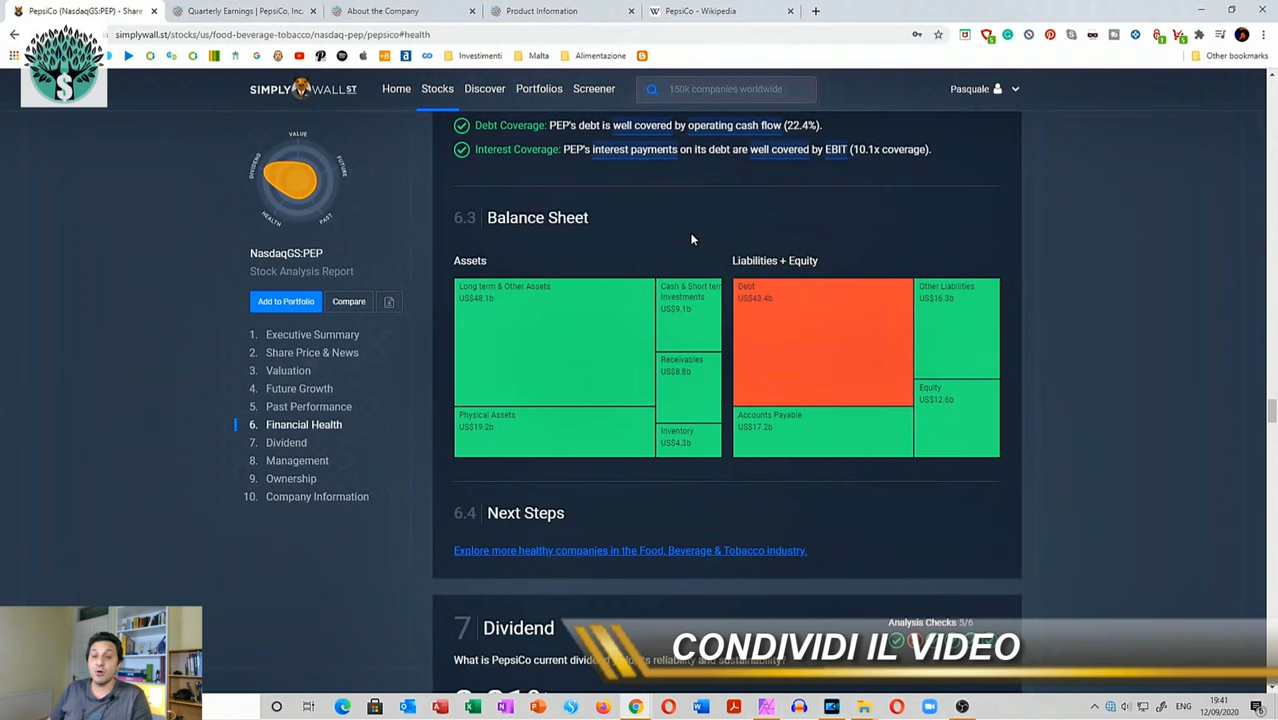 PepsiCo (NasdaqGS:PEP) - Share
Quarterly Earnings | PepsiCo, Inc.
About the Company
Product Information
PepsiCo - Wikipedia
simplywall.st/stocks/us/food-beverage-tobacco/nasdaq-pep/pepsico#health
Investimenti
Malta
Alimentazione
Other bookmarks
$
SIMPLY WALL ST
Home
Stocks
Discover
Portfolios
Screener
150k companies worldwide
Pasquale
VALUE
FUTURE
PAST
HEALTH
DIVIDEND
NasdaqGS:PEP
Stock Analysis Report
Add to Portfolio
Compare
1. Executive Summary
2. Share Price & News
3. Valuation
4. Future Growth
5. Past Performance
6. Financial Health
7. Dividend
8. Management
9. Ownership
10. Company Information
Debt Coverage: PEP's debt is well covered by operating cash flow (22.4%).
Interest Coverage: PEP's interest payments on its debt are well covered by EBIT (10.1x coverage).
6.3 Balance Sheet
Assets
Long term & Other Assets
US$48.1b
Cash & Short term
Investments
US$9.1b
Receivables
US$8.8b
Physical Assets
US$19.2b
Inventory
US$4.3b
Liabilities + Equity
Debt
US$43.4b
Other Liabilities
US$16.3b
Equity
US$12.6b
Accounts Payable
US$17.2b
6.4 Next Steps
Explore more healthy companies in the Food, Beverage & Tobacco industry.
7 Dividend
Analysis Checks 5/6
What is PepsiCo current dividend yield, its reliability and sustainability?
CONDIVIDI IL VIDEO
ENG
19:41
12/09/2020